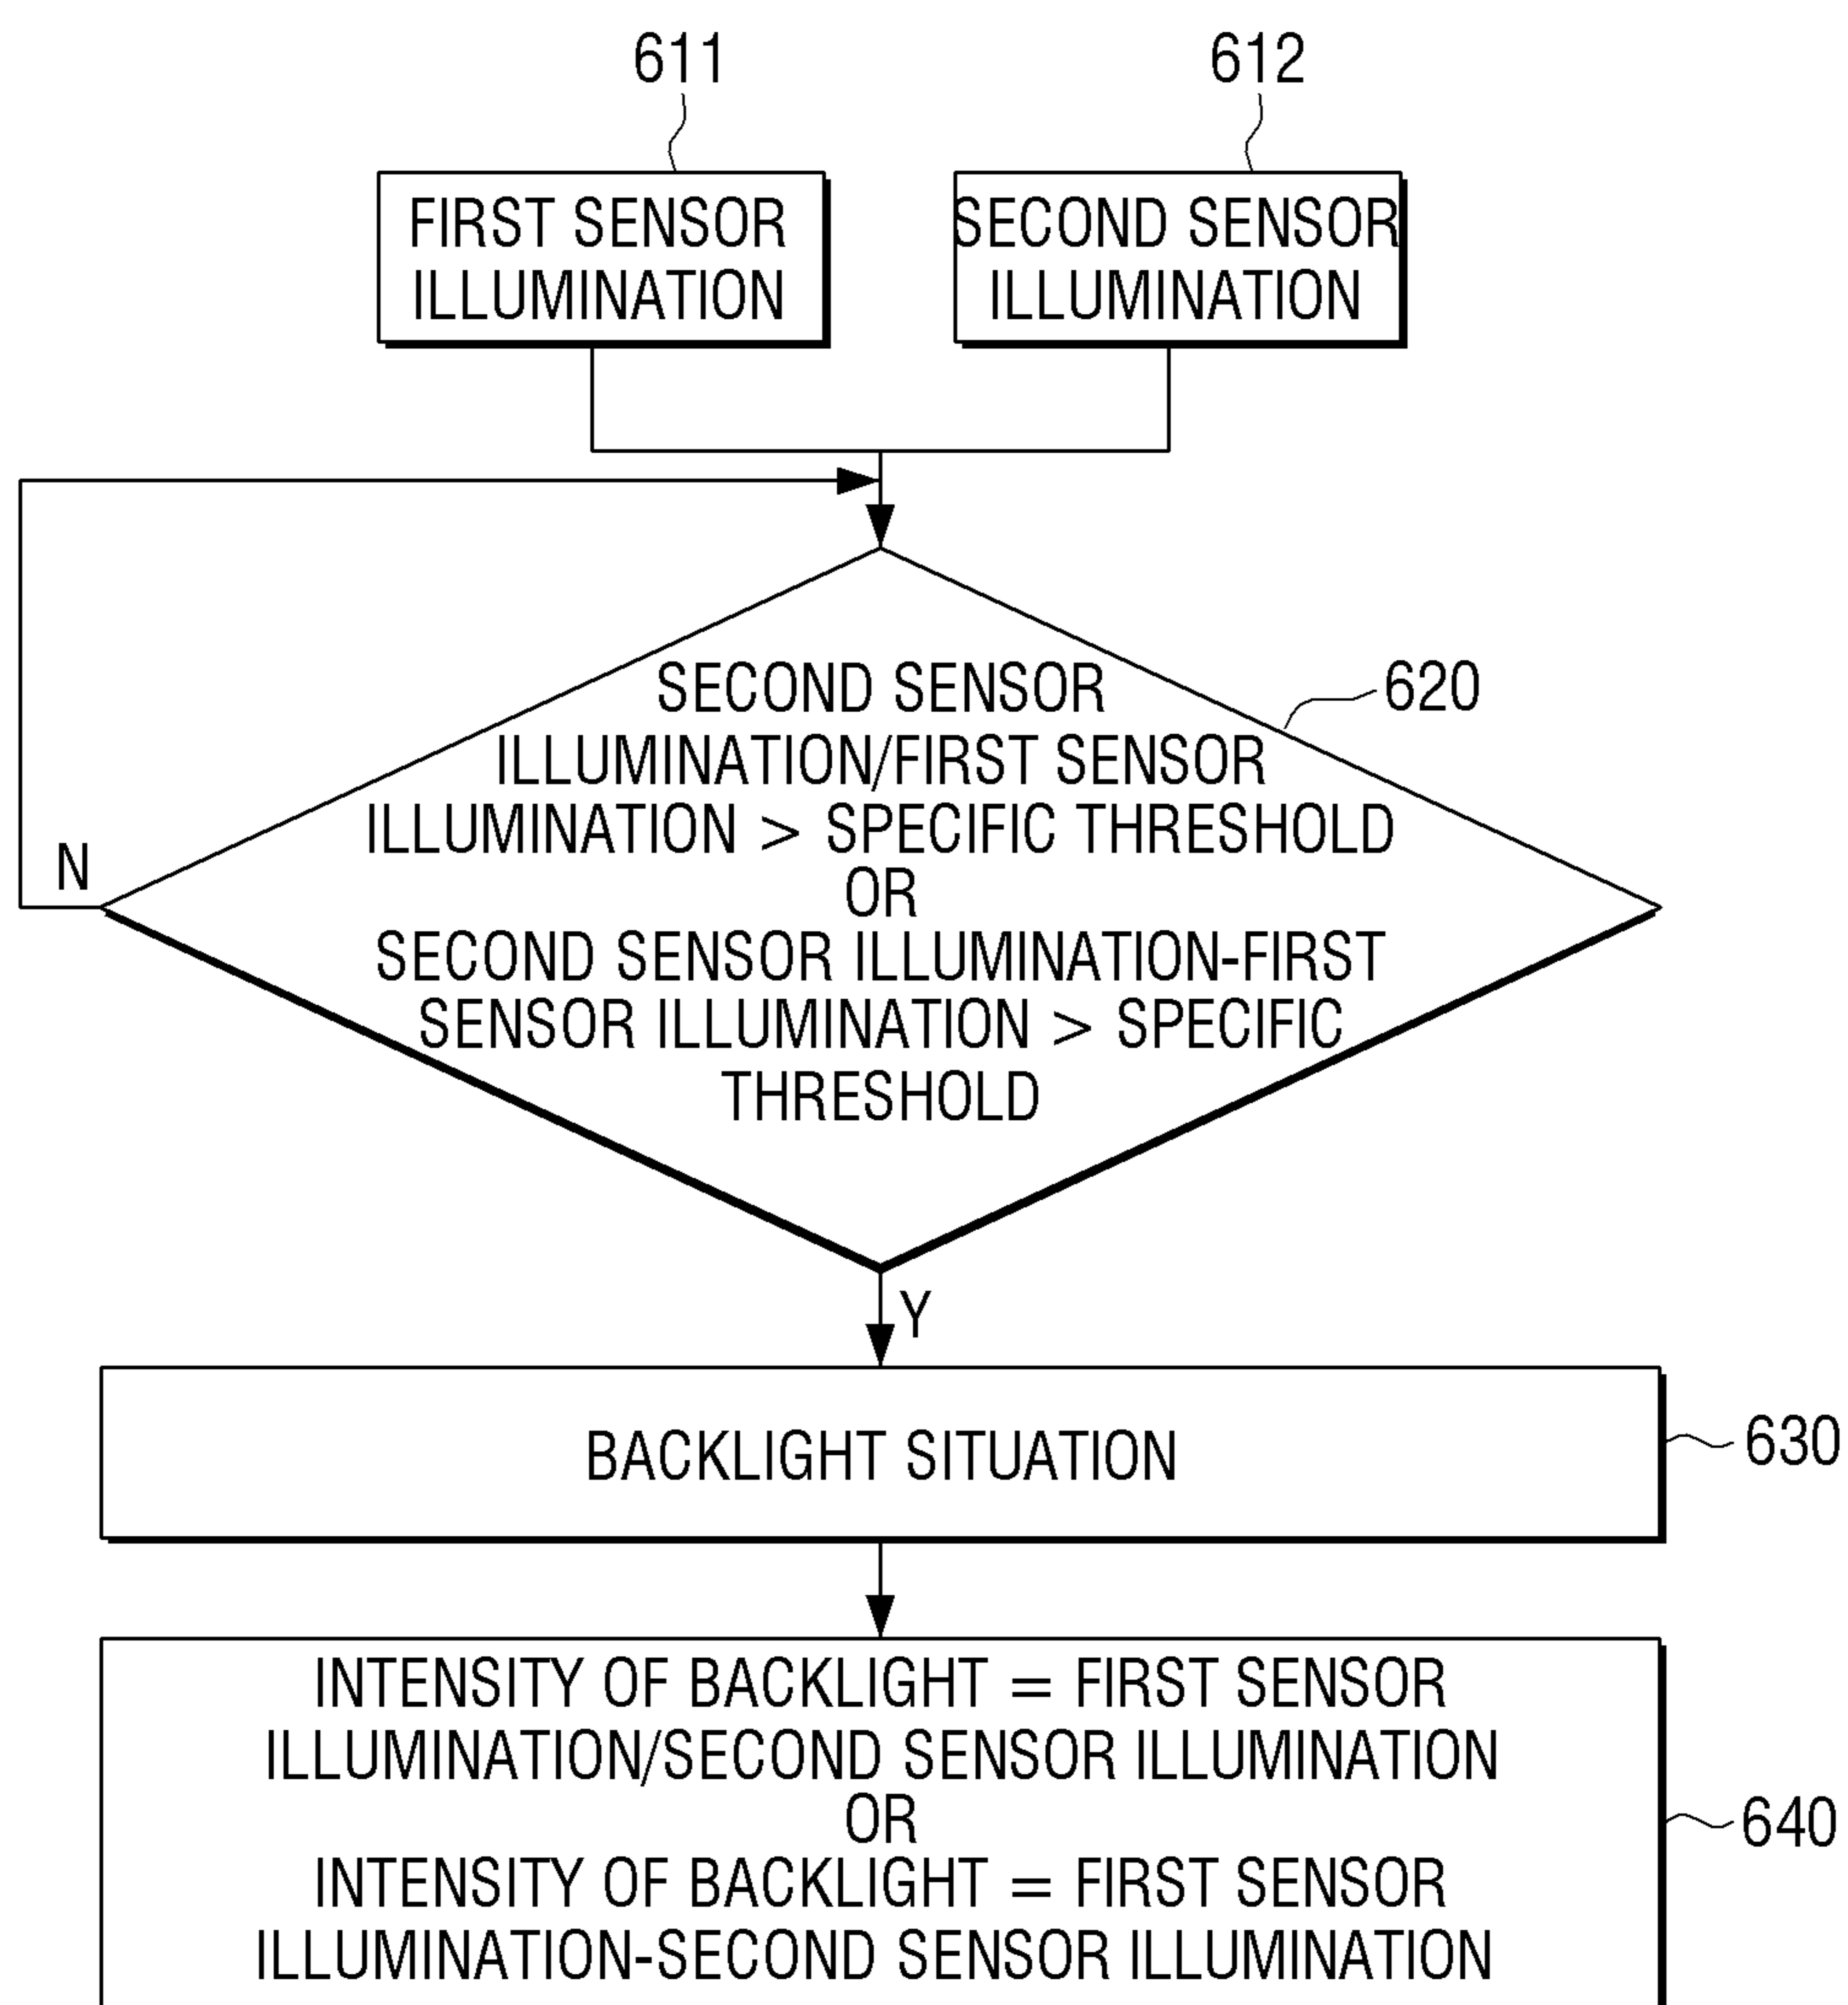 611
612
FIRST SENSOR
ILLUMINATION
SECOND SENSOR
ILLUMINATION
SECOND SENSOR
ILLUMINATION/FIRST SENSOR
ILLUMINATION > SPECIFIC THRESHOLD
OR
SECOND SENSOR ILLUMINATION-FIRST
SENSOR ILLUMINATION > SPECIFIC
THRESHOLD
620
N
Y
BACKLIGHT SITUATION
630
INTENSITY OF BACKLIGHT = FIRST SENSOR
ILLUMINATION/SECOND SENSOR ILLUMINATION
OR
INTENSITY OF BACKLIGHT = FIRST SENSOR
ILLUMINATION-SECOND SENSOR ILLUMINATION
640